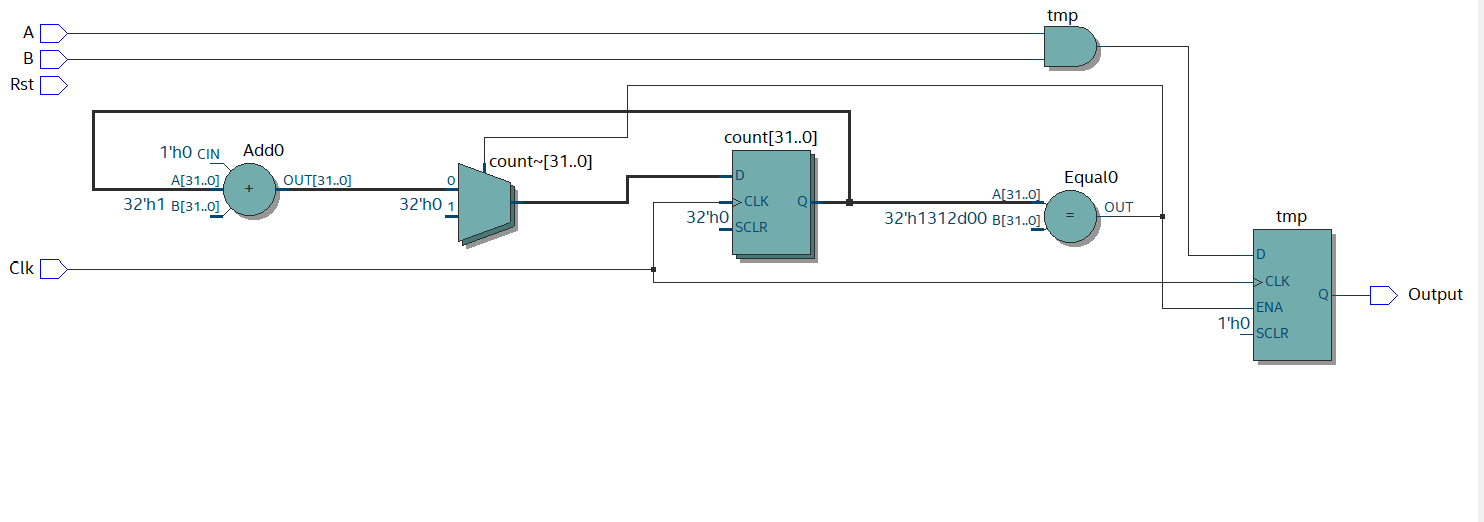 tmp
A
B
Rst
count[31..0]
1'h0 CIN
Add0
count~[31..0]
A[31..0]
+
OUT[31..0]
0
32'h1 B[31..0]
32'h0 1
D
CLK
Q
32'h0
SCLR
Equal0
A[31..0]
=
OUT
32'h1312d00 B[31..0]
tmp
Clk
D
CLK
Q
Output
ENA
1'h0
SCLR